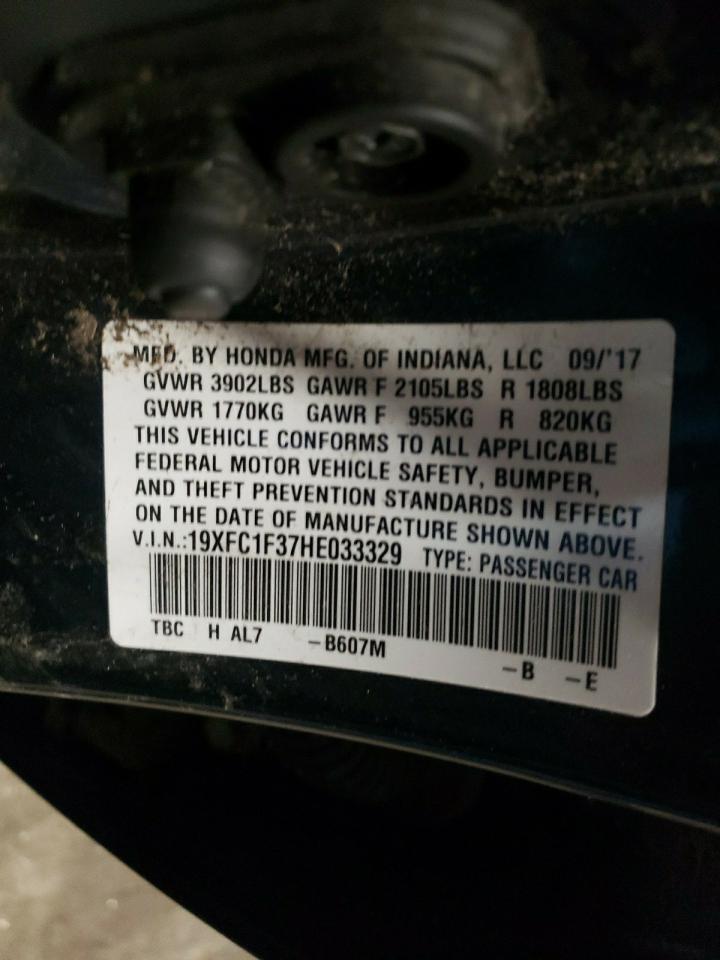 MFD. BY HONDA MFG. OF INDIANA, LLC 09/'17
GVWR 3902LBS GAWR F 2105LBS R 1808LBS
GVWR 1770KG GAWR F 955KG R 820KG
THIS VEHICLE CONFORMS TO ALL APPLICABLE
FEDERAL MOTOR VEHICLE SAFETY, BUMPER,
AND THEFT PREVENTION STANDARDS IN EFFECT
ON THE DATE OF MANUFACTURE SHOWN ABOVE.
V.I.N.:19XFC1F37HE033329 TYPE: PASSENGER CAR
TBC H AL7 -B607M -B -E